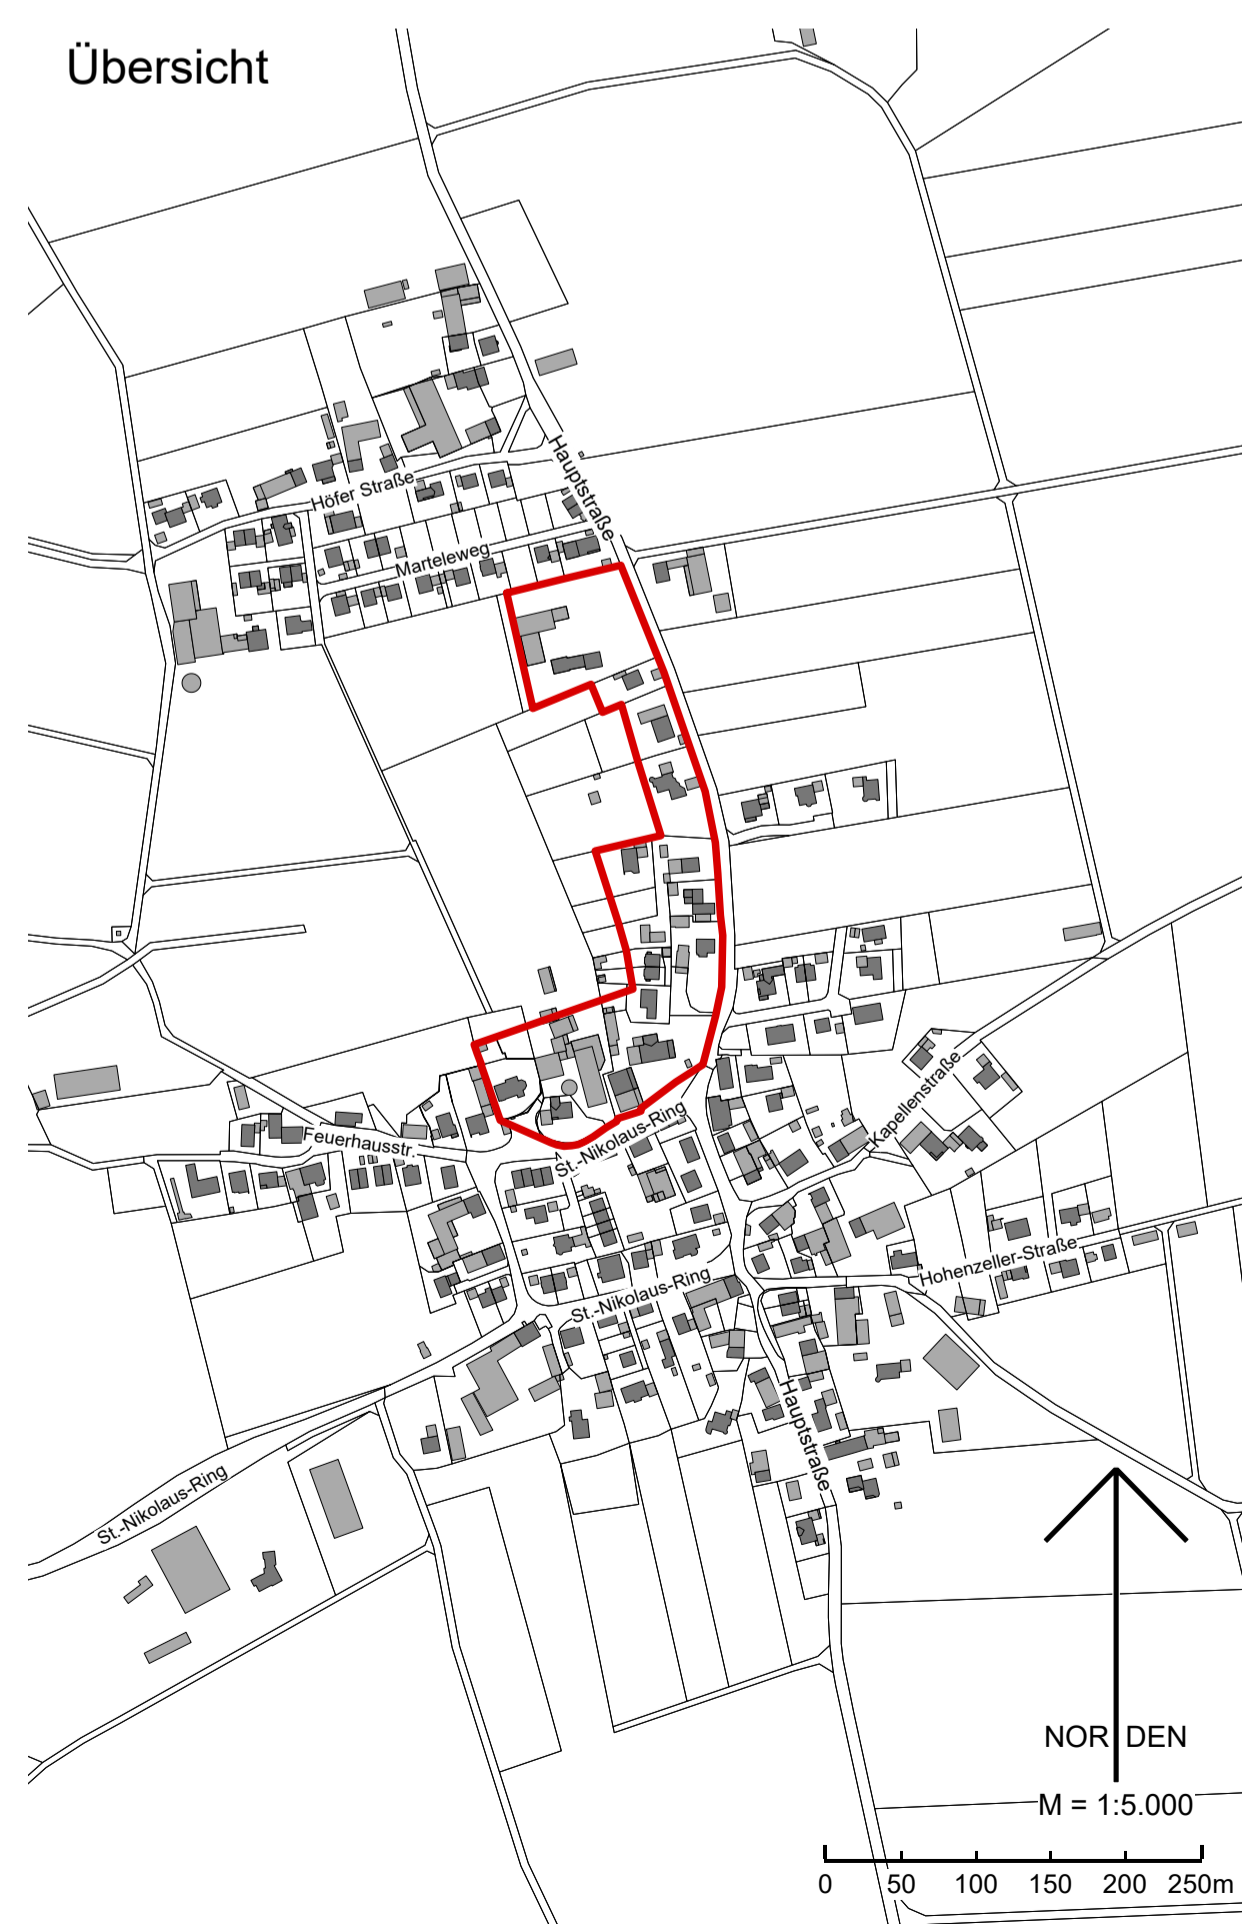 Übersicht
Hauptstraße
Höfer Straße
Marteleweg
Kapellenstraße
Feuerhausstr.
St.-Nikolaus-Ring
Hohenzeller-Straße
St.-Nikolaus-Ring
Hauptstraße
St.-Nikolaus-Ring
NORDEN
M = 1:5.000
0 50 100 150 200 250m